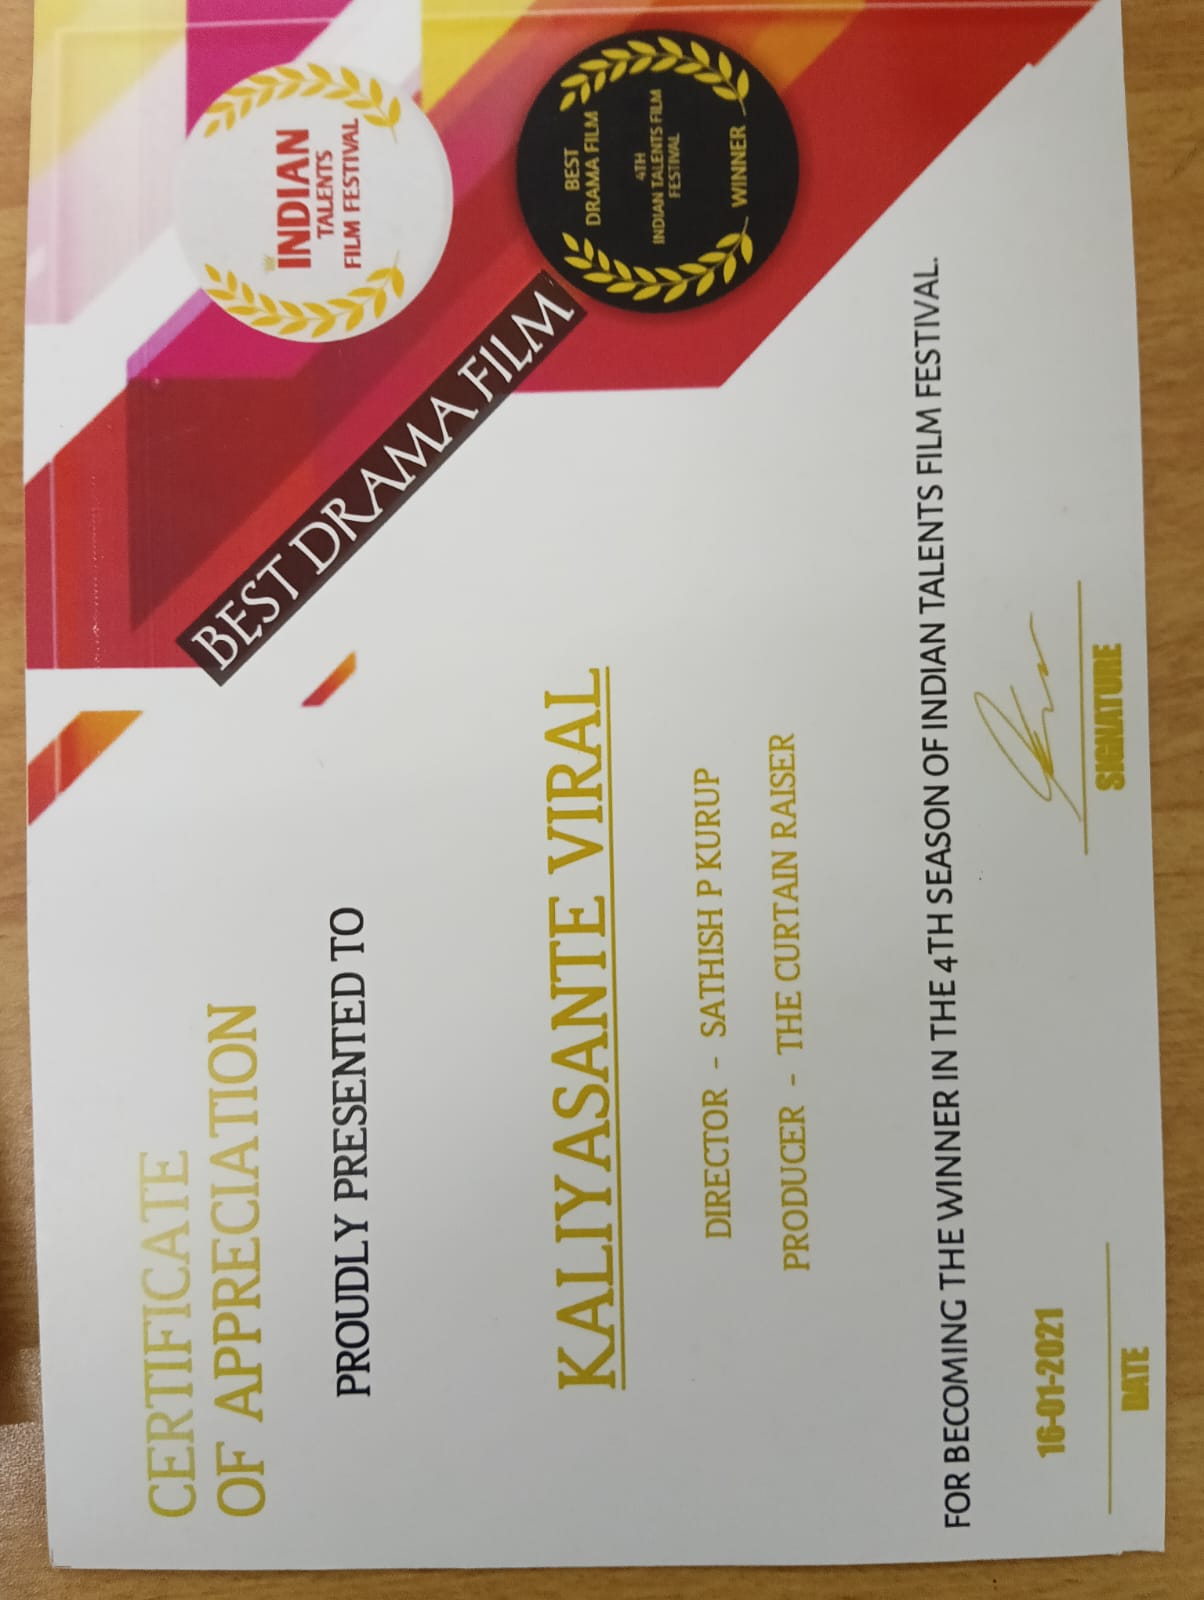 CERTIFICATE
OF APPRECIATION
INDIAN
TALENTS
FILM FESTIVAL
BEST DRAMA FILM
BEST
DRAMA FILM
4TH
INDIAN TALENTS FILM
FESTIVAL
WINNER
PROUDLY PRESENTED TO
KALIYASANTE VIRAL
DIRECTOR - SATHISH P KURUP
PRODUCER - THE CURTAIN RAISER
FOR BECOMING THE WINNER IN THE 4TH SEASON OF INDIAN TALENTS FILM FESTIVAL.
16-01-2021
DATE
SIGNATURE